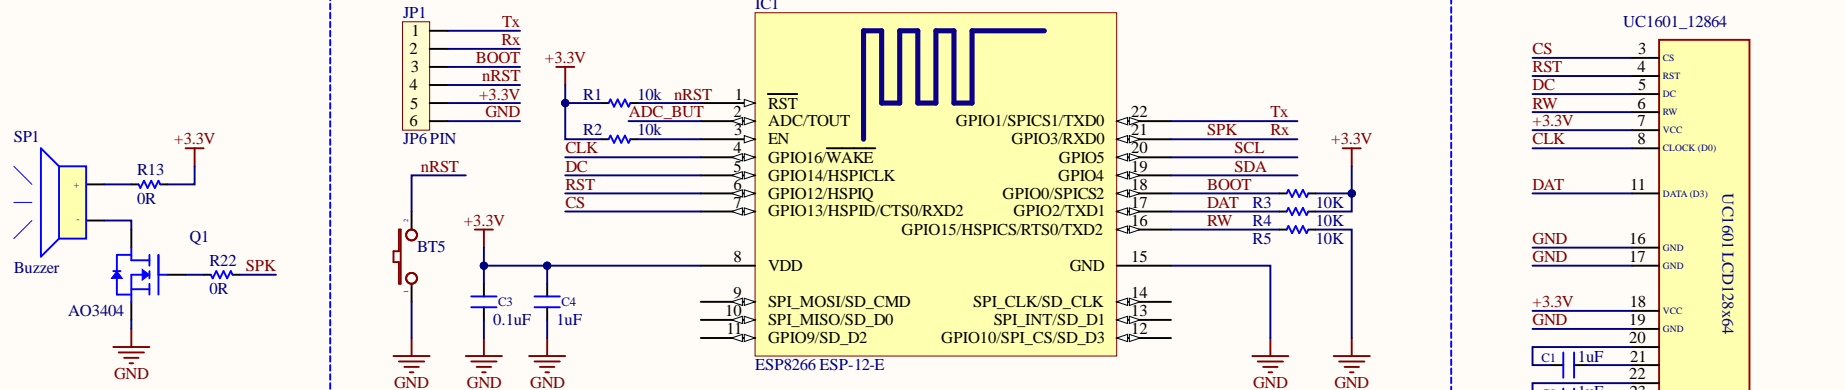 SP1
+3.3V
R13
0R
+
-
Buzzer
Q1
R22
SPK
0R
AO3404
GND
JP1
1 Tx
2 Rx
3 BOOT
4 nRST
5 +3.3V
6 GND
JP6 PIN
nRST
BT5
GND
+3.3V
R1 10k nRST
ADC_BUT
R2 10k
CLK
DC
RST
CS
+3.3V
C3
0.1uF
C4
1uF
GND
GND
IC1
1 RST
2 ADC/TOUT
3 EN
4 GPIO16/WAKE
5 GPIO14/HSPICLK
6 GPIO12/HSPIQ
7 GPIO13/HSPID/CTS0/RXD2
8 VDD
9 SPI_MOSI/SD_CMD
10 SPI_MISO/SD_D0
11 GPIO9/SD_D2
GPIO1/SPICS1/TXD0 22 Tx
GPIO3/RXD0 21 SPK Rx
GPIO5 20 SCL
GPIO4 19 SDA
GPIO0/SPICS2 18 BOOT
GPIO2/TXD1 17 DAT
GPIO15/HSPICS/RTS0/TXD2 16 RW
GND 15
SPI_CLK/SD_CLK 14
SPI_INT/SD_D1 13
GPIO10/SPI_CS/SD_D3 12
ESP8266 ESP-12-E
+3.3V
R3 10K
R4 10K
R5 10K
GND
GND
UC1601_12864
CS 3 CS
RST 4 RST
DC 5 DC
RW 6 RW
+3.3V 7 VCC
CLK 8 CLOCK (D0)
DAT 11 DATA (D3)
GND 16 GND
GND 17 GND
+3.3V 18 VCC
GND 19 GND
20
C1 1uF 21
22
1uF 23
UC1601 LCD128x64